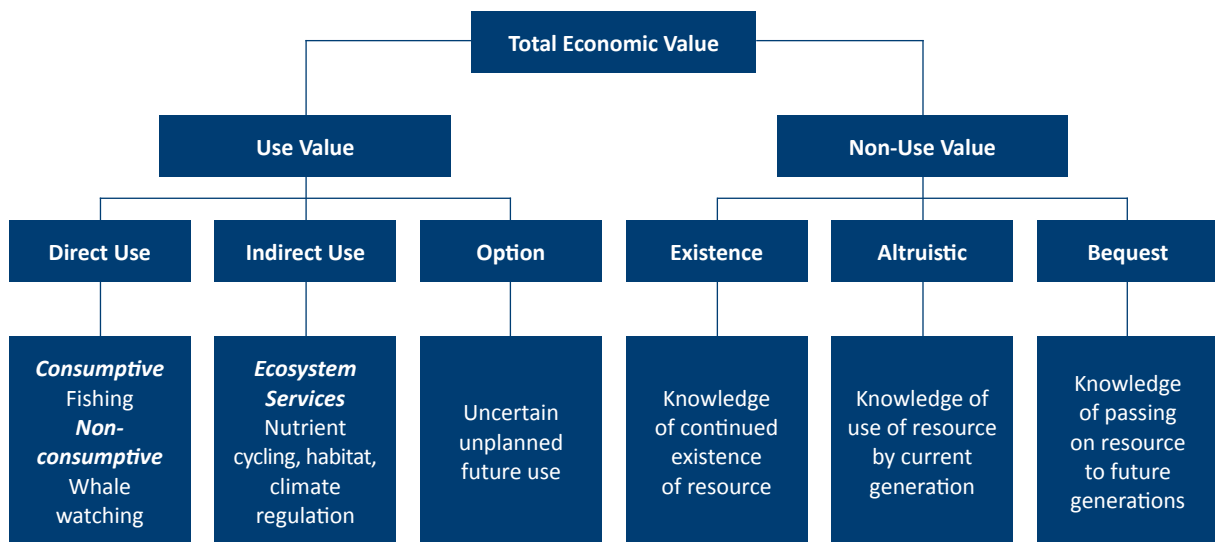 Total Economic Value
Use Value
Non-Use Value
Direct Use
Indirect Use
Option
Existence
Altruistic
Bequest
Consumptive
Fishing
Non-
consumptive
Whale
watching
Ecosystem
Services
Nutrient
cycling, habitat,
climate
regulation
Uncertain
unplanned
future use
Knowledge
of continued
existence
of resource
Knowledge of
use of resource
by current
generation
Knowledge
of passing
on resource
to future
generations